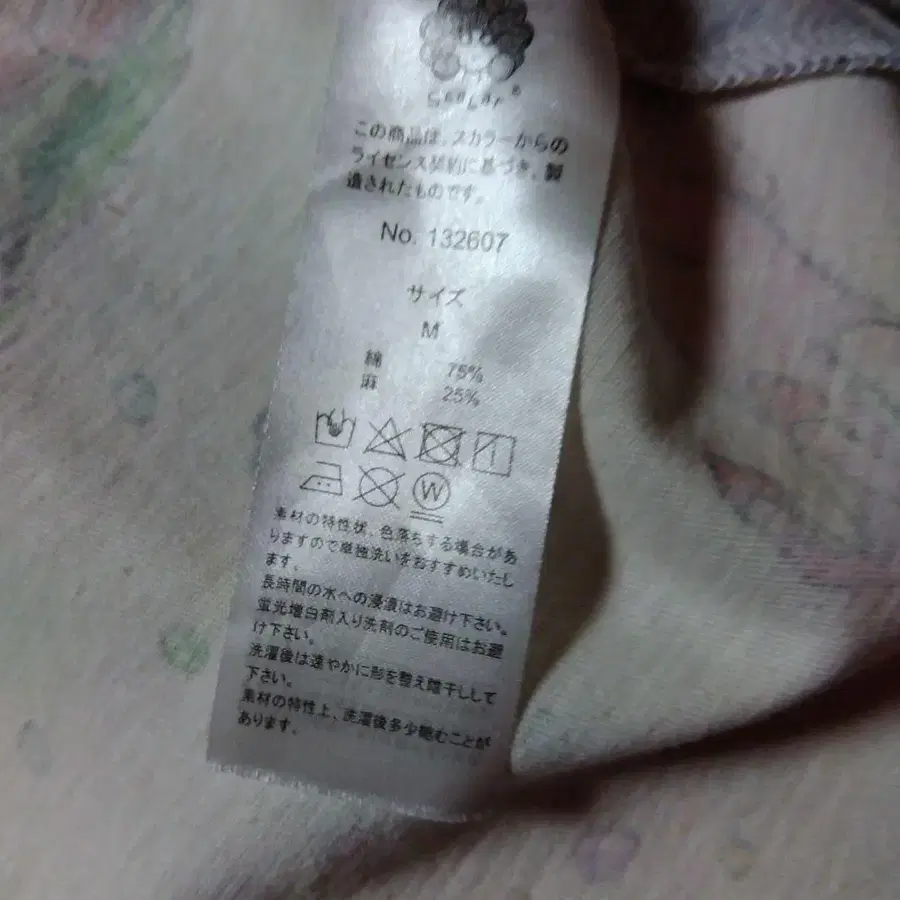 ScoLar®
この商品は、スカラーからの
ライセンス契約に基づき、製
造されたものです。
No. 132607
サイズ
M
綿 75%
麻 25%
W
素材の特性状、色落ちする場合があ
りますので単独洗いをおすすめいたし
ます。
長時間の水への浸漬はお避け下さい。
蛍光増白剤入り洗剤のご使用はお避
け下さい。
洗濯後は速やかに形を整え陰干しして
下さい。
素材の特性上、洗濯後多少縮むことが
あります。